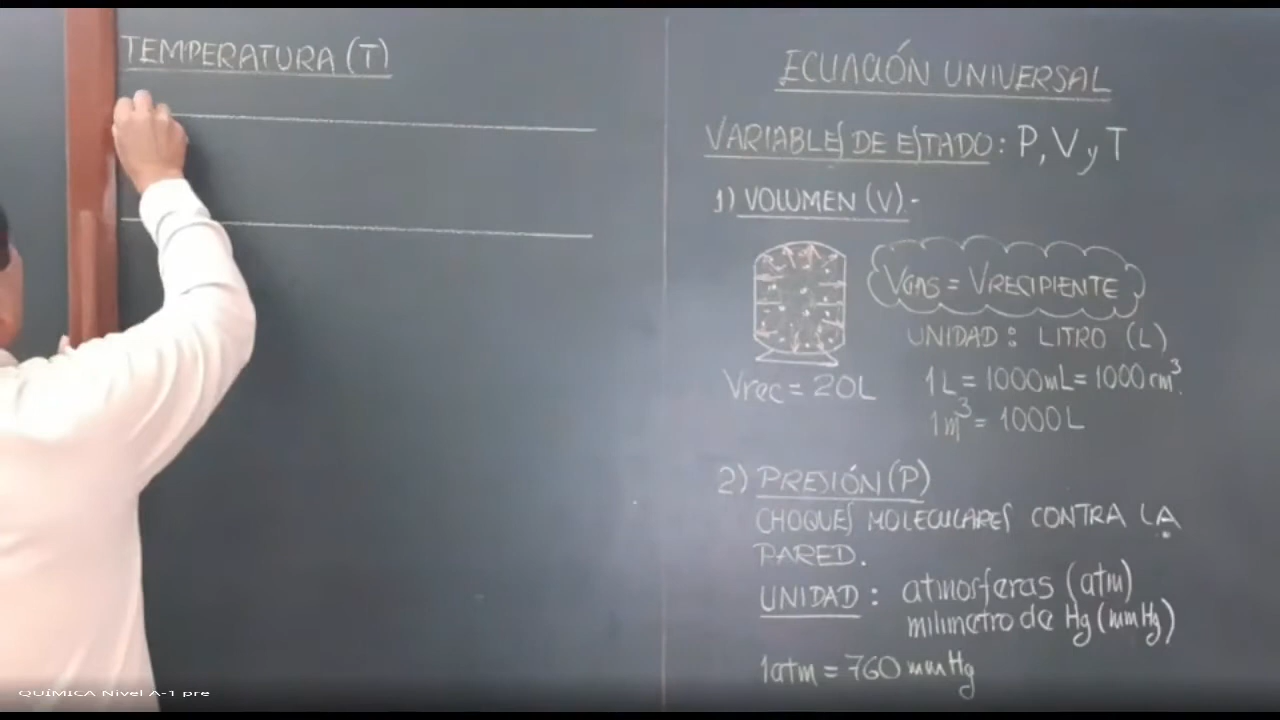 TEMPERATURA (T)
ECUACIÓN UNIVERSAL
VARIABLES DE ESTADO: P, V y T
1) VOLUMEN (V).-
VGAS = VRECIPIENTE
UNIDAD: LITRO (L)
Vrec = 20L
1L = 1000mL = 1000cm³.
1m³ = 1000L
2) PRESIÓN (P)
CHOQUES MOLECULARES CONTRA LA
PARED.
UNIDAD: atmosferas (atm)
milimetro de Hg (mmHg)
1atm = 760 mmHg
QUÍMICA Nivel A-1 pre